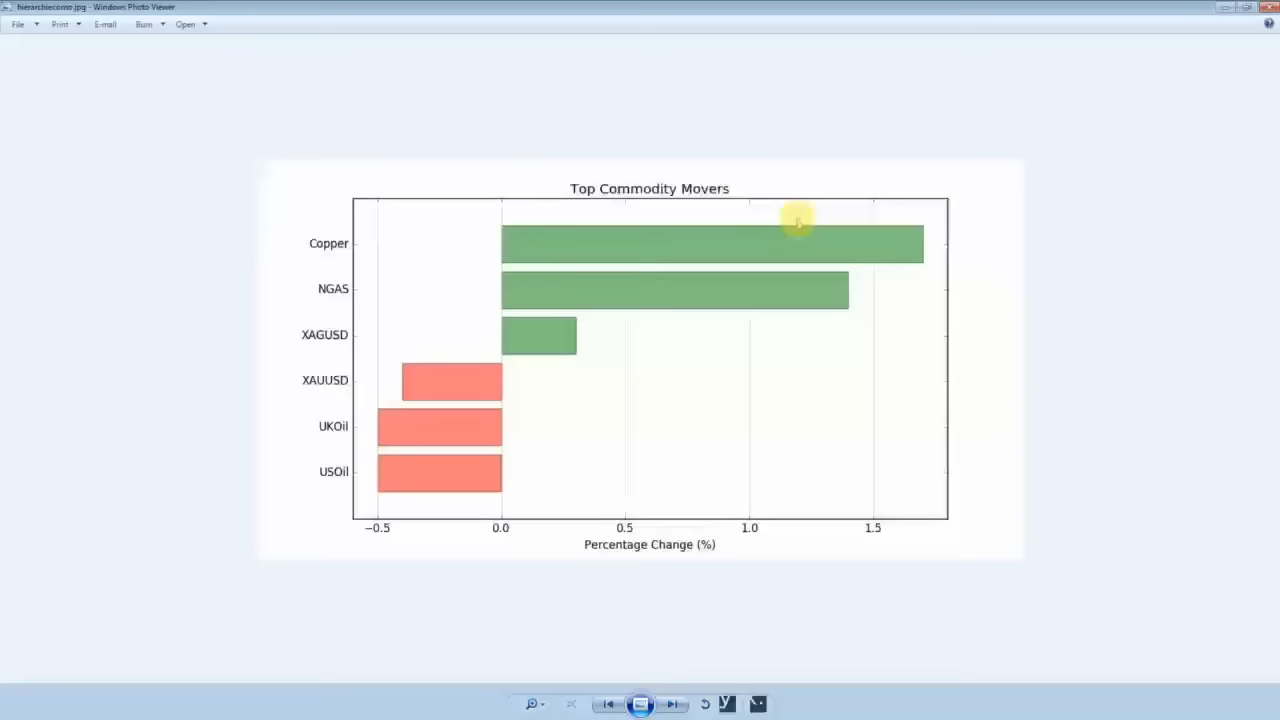 hierarchiecomo.jpg - Windows Photo Viewer
File Print E-mail Burn Open
Top Commodity Movers
Copper
NGAS
XAGUSD
XAUUSD
UKOil
USOil
−0.5 0.0 0.5 1.0 1.5
Percentage Change (%)